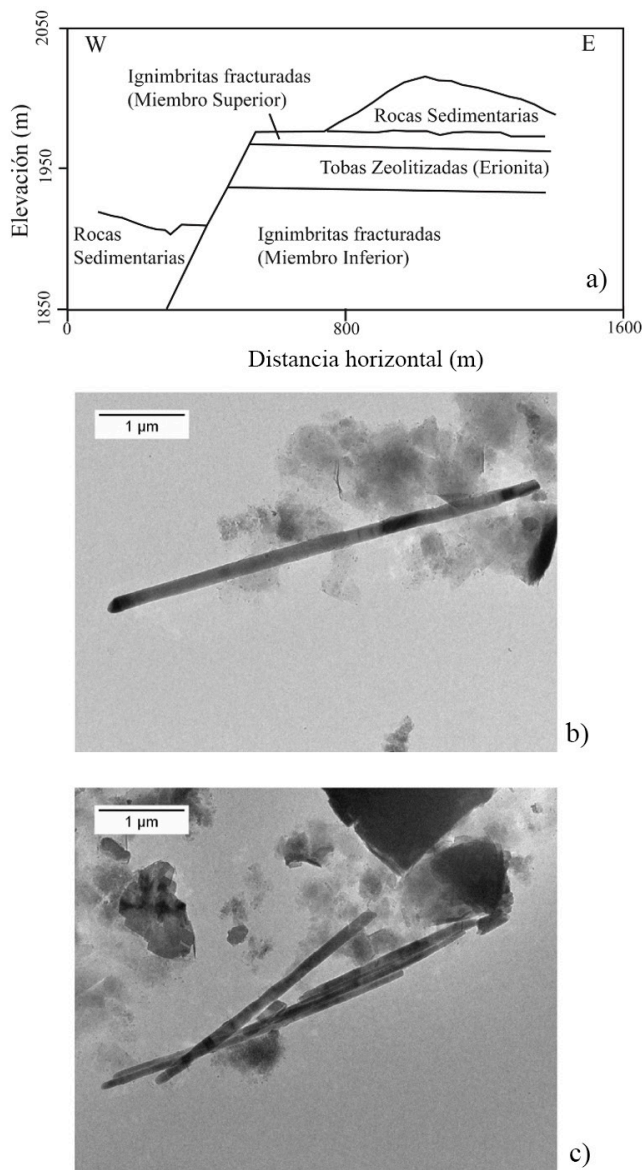 2050
W
E
Ignimbritas fracturadas
(Miembro Superior)
Rocas Sedimentarias
Elevación (m)
1950
Tobas Zeolitizadas (Erionita)
Rocas
Sedimentarias
Ignimbritas fracturadas
(Miembro Inferior)
a)
1850
0
800
1600
Distancia horizontal (m)
1 µm
b)
1 µm
c)